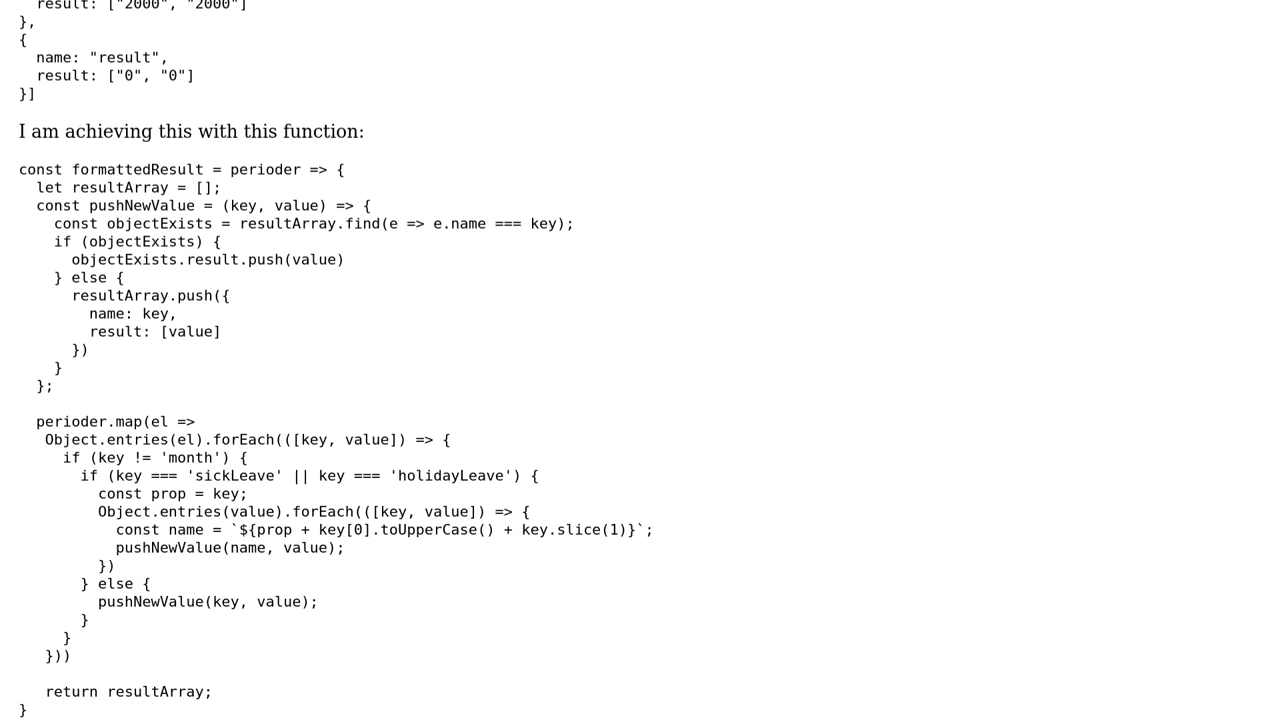 result: ["2000", "2000"]
},
{
  name: "result",
  result: ["0", "0"]
}]
I am achieving this with this function:
const formattedResult = perioder => {
  let resultArray = [];
  const pushNewValue = (key, value) => {
    const objectExists = resultArray.find(e => e.name === key);
    if (objectExists) {
      objectExists.result.push(value)
    } else {
      resultArray.push({
        name: key,
        result: [value]
      })
    }
  };

  perioder.map(el =>
   Object.entries(el).forEach(([key, value]) => {
     if (key != 'month') {
       if (key === 'sickLeave' || key === 'holidayLeave') {
         const prop = key;
         Object.entries(value).forEach(([key, value]) => {
           const name = `${prop + key[0].toUpperCase() + key.slice(1)}`;
           pushNewValue(name, value);
         })
       } else {
         pushNewValue(key, value);
       }
     }
   }))

   return resultArray;
}